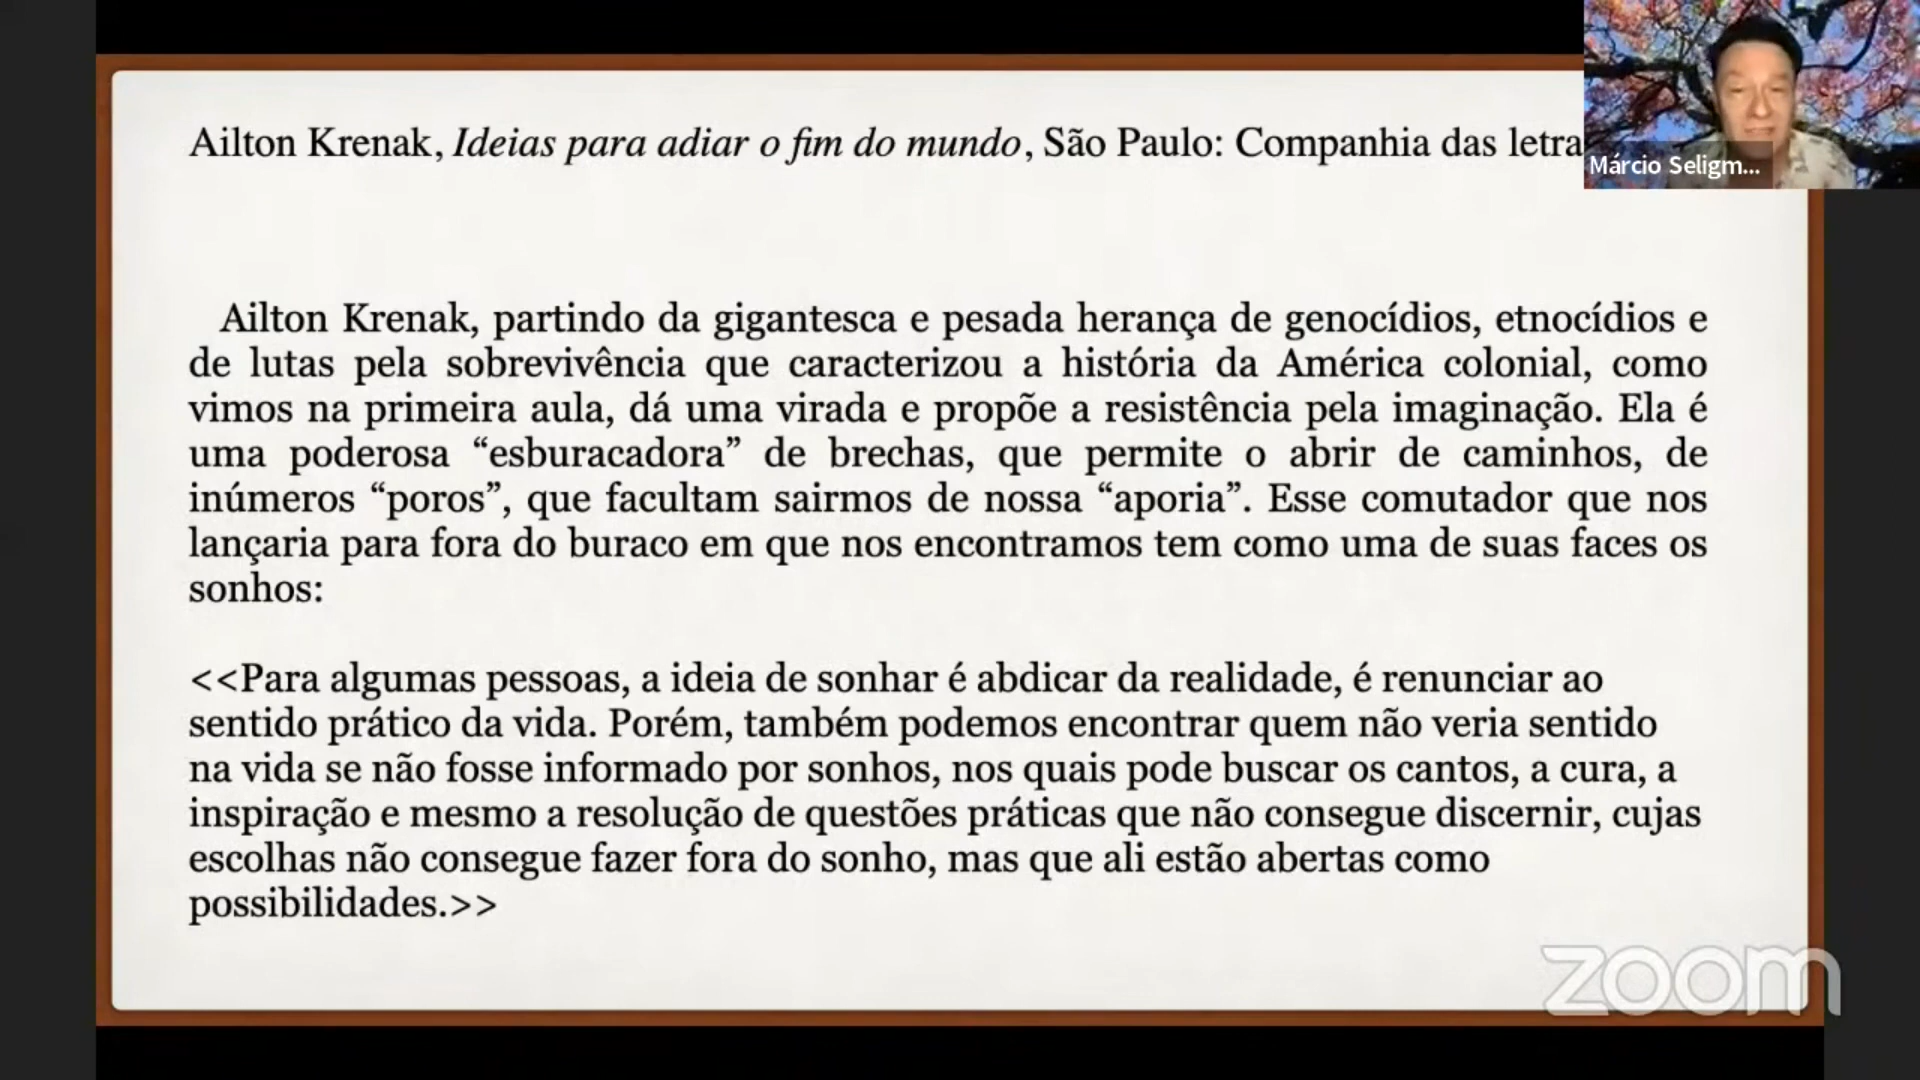 Ailton Krenak, Ideias para adiar o fim do mundo, São Paulo: Companhia das letra
Márcio Seligm...
Ailton Krenak, partindo da gigantesca e pesada herança de genocídios, etnocídios e
de lutas pela sobrevivência que caracterizou a história da América colonial, como
vimos na primeira aula, dá uma virada e propõe a resistência pela imaginação. Ela é
uma poderosa “esburacadora” de brechas, que permite o abrir de caminhos, de
inúmeros “poros”, que facultam sairmos de nossa “aporia”. Esse comutador que nos
lançaria para fora do buraco em que nos encontramos tem como uma de suas faces os
sonhos:
<<Para algumas pessoas, a ideia de sonhar é abdicar da realidade, é renunciar ao
sentido prático da vida. Porém, também podemos encontrar quem não veria sentido
na vida se não fosse informado por sonhos, nos quais pode buscar os cantos, a cura, a
inspiração e mesmo a resolução de questões práticas que não consegue discernir, cujas
escolhas não consegue fazer fora do sonho, mas que ali estão abertas como
possibilidades.>>
zoom